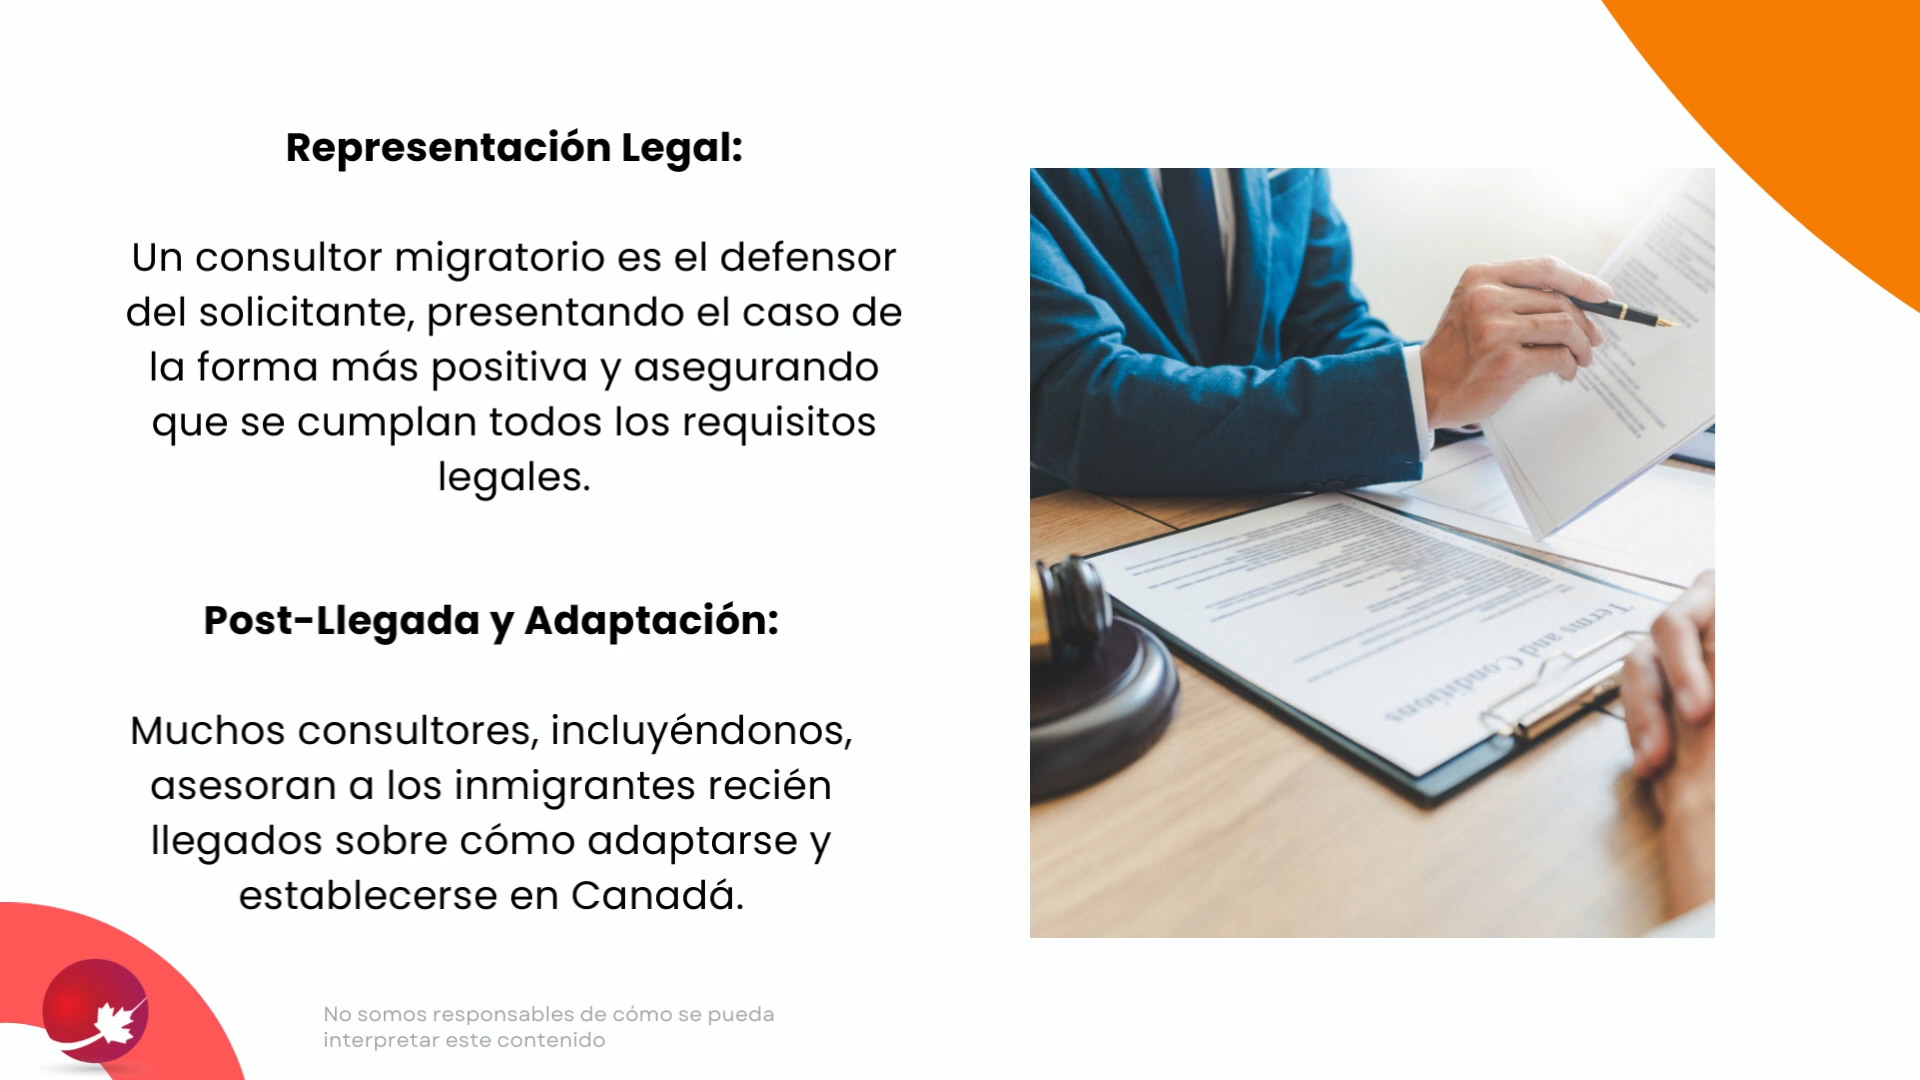 Representación Legal:
Un consultor migratorio es el defensor
del solicitante, presentando el caso de
la forma más positiva y asegurando
que se cumplan todos los requisitos
legales.
Post-Llegada y Adaptación:
Muchos consultores, incluyéndonos,
asesoran a los inmigrantes recién
llegados sobre cómo adaptarse y
establecerse en Canadá.
Terms and Conditions
No somos responsables de cómo se pueda
interpretar este contenido